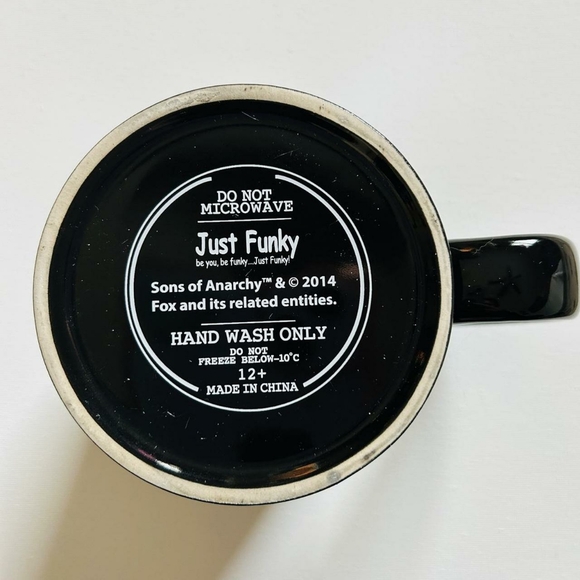 DO NOT
MICROWAVE
Just Funky
be you, be funky...Just Funky!
Sons of Anarchy™ & © 2014
Fox and its related entities.
HAND WASH ONLY
DO NOT
FREEZE BELOW-10°C
12+
MADE IN CHINA